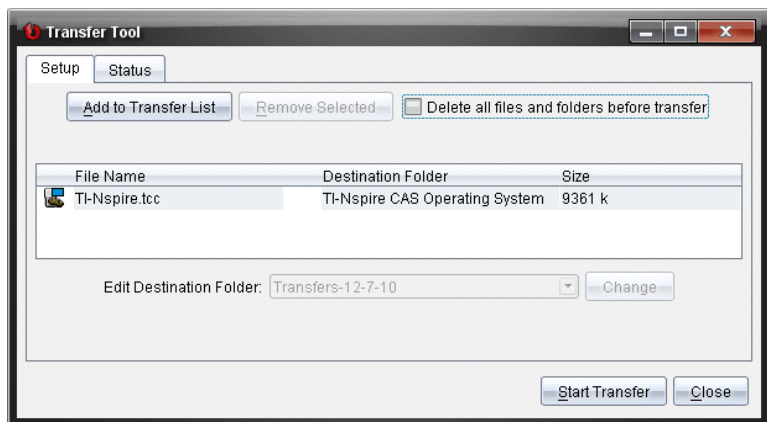 Transfer Tool
Setup Status
Add to Transfer List Remove Selected Delete all files and folders before transfer
File Name Destination Folder Size
TI-Nspire.tcc TI-Nspire CAS Operating System 9361 k
Edit Destination Folder: Transfers-12-7-10 Change
Start Transfer Close